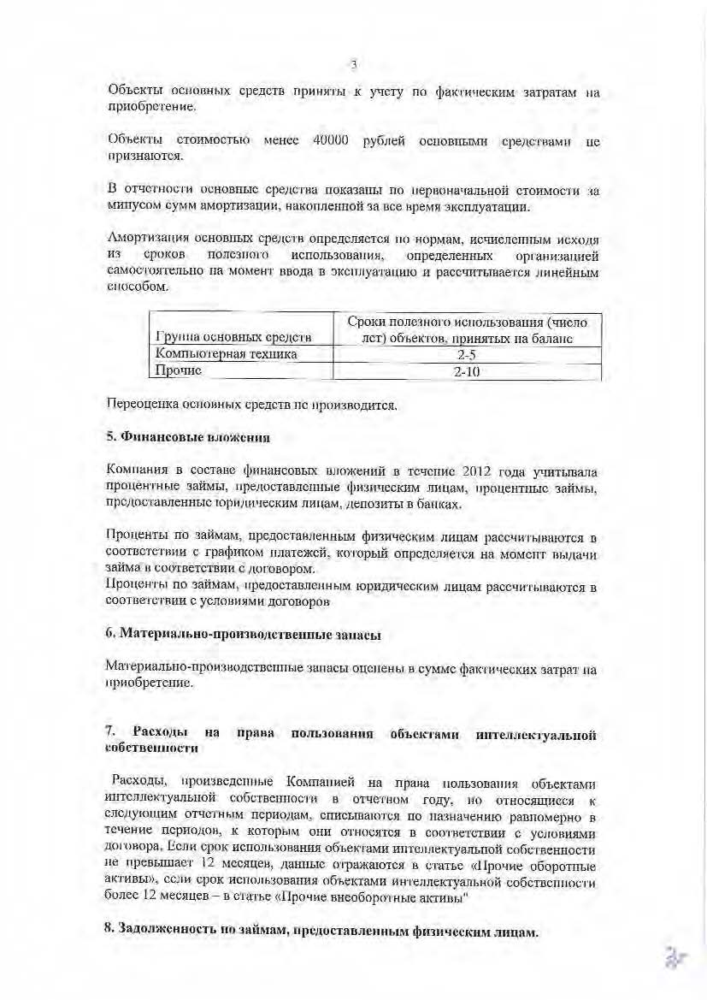 3
Объекты основных средств приняты к учету по фактическим затратам на
приобретение.
Объекты стоимостью менее 40000 рублей основными средствами не
признаются.
В отчетности основные средства показаны по первоначальной стоимости за
минусом сумм амортизации, накопленной за все время эксплуатации.
Амортизация основных средств определяется по нормам, исчисленным исходя
из сроков полезного использования, определенных организацией
самостоятельно на момент ввода в эксплуатацию и рассчитывается линейным
способом.
Группа основных средств
Сроки полезного использования (число
лет) объектов, принятых на баланс
Компьютерная техника 2-5
Прочие 2-10
Переоценка основных средств не производится.
5. Финансовые вложения
Компания в составе финансовых вложений в течение 2012 года учитывала
процентные займы, предоставленные физическим лицам, процентные займы,
предоставленные юридическим лицам, депозиты в банках.
Проценты по займам, предоставленным физическим лицам рассчитываются в
соответствии с графиком платежей, который определяется на момент выдачи
займа в соответствии с договором.
Проценты по займам, предоставленным юридическим лицам рассчитываются в
соответствии с условиями договоров
6. Материально-производственные запасы
Материально-производственные запасы оценены в сумме фактических затрат на
приобретение.
7. Расходы на права пользования объектами интеллектуальной
собственности
Расходы, произведенные Компанией на права пользования объектами
интеллектуальной собственности в отчетном году, но относящиеся к
следующим отчетным периодам, списываются по назначению равномерно в
течение периодов, к которым они относятся в соответствии с условиями
договора. Если срок использования объектами интеллектуальной собственности
не превышает 12 месяцев, данные отражаются в статье «Прочие оборотные
активы», если срок использования объектами интеллектуальной собственности
более 12 месяцев – в статье «Прочие внеоборотные активы"
8. Задолженность по займам, предоставленным физическим лицам.